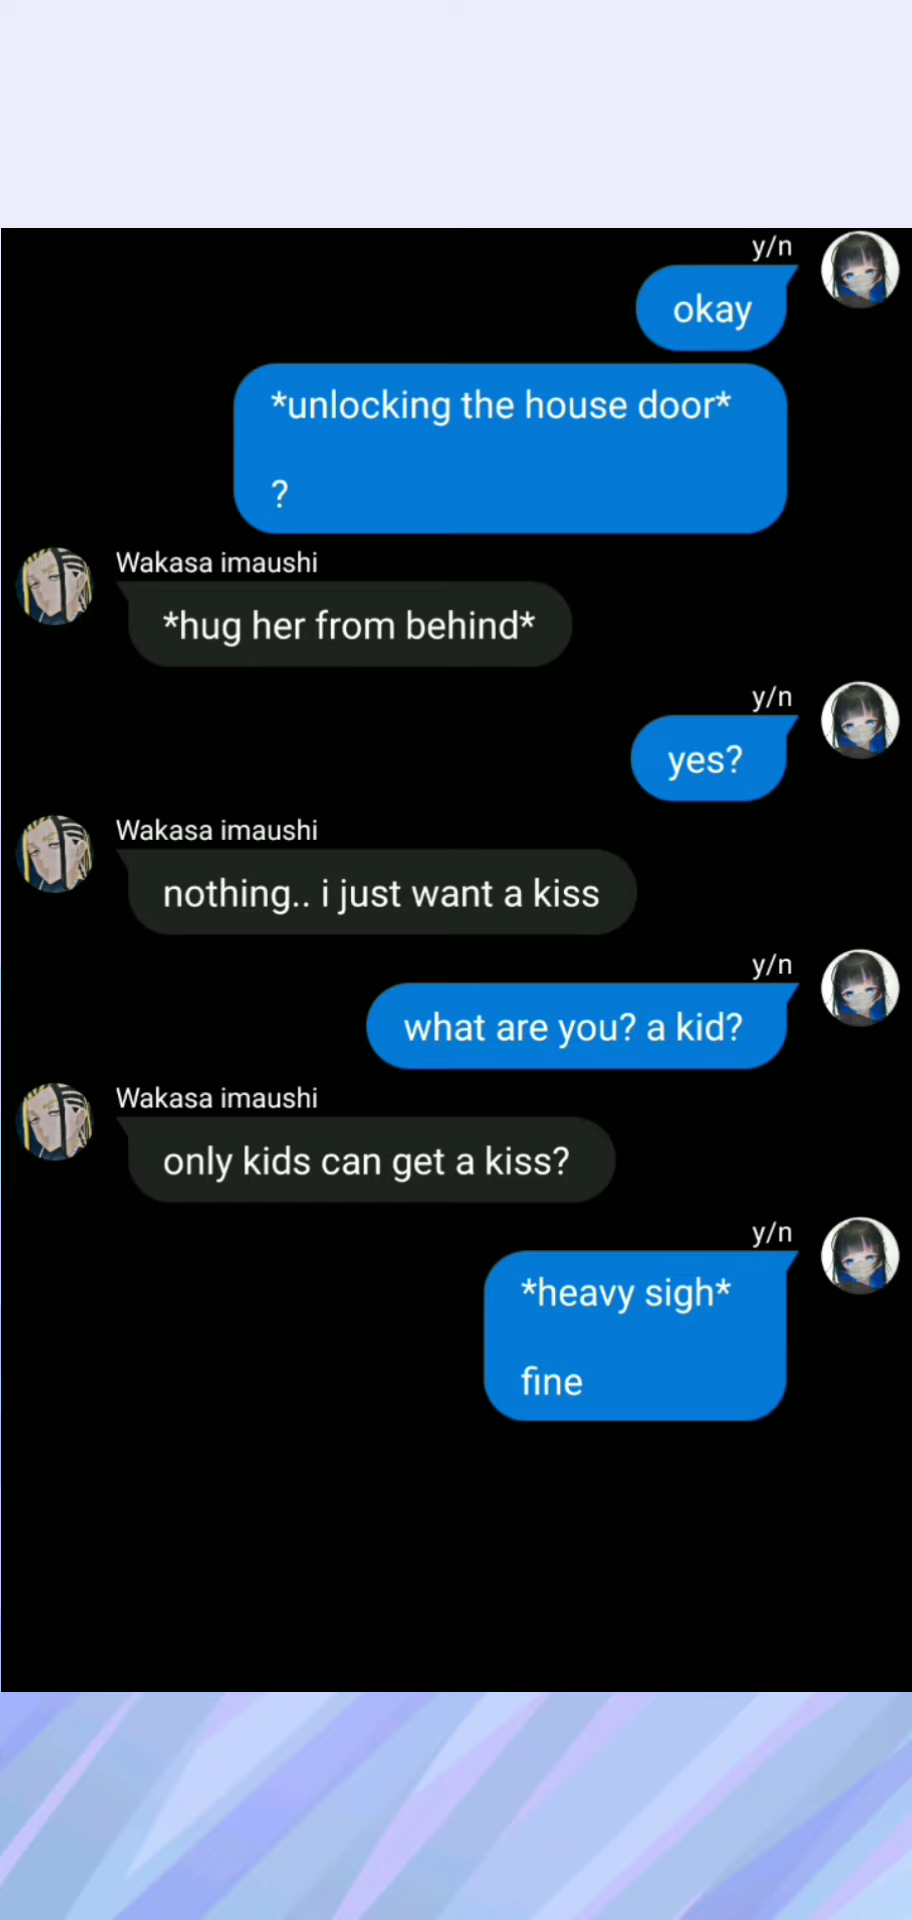 y/n
okay
*unlocking the house door*
?
Wakasa imaushi
*hug her from behind*
y/n
yes?
Wakasa imaushi
nothing.. i just want a kiss
y/n
what are you? a kid?
Wakasa imaushi
only kids can get a kiss?
y/n
*heavy sigh*
fine